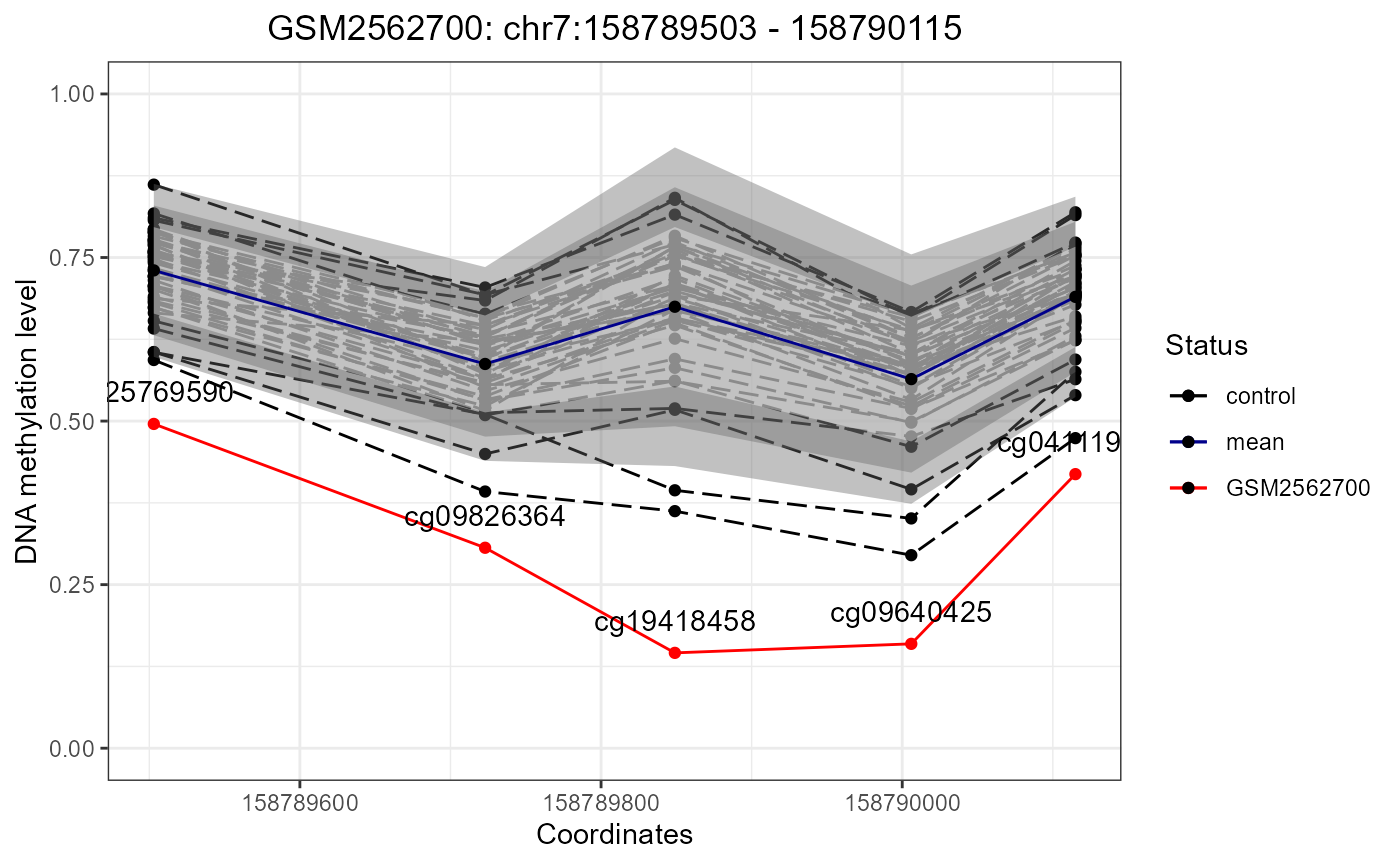 GSM2562700: chr7:158789503 - 158790115
1.00
0.75
0.50
0.25
0.00
DNA methylation level
25769590
cg09826364
cg19418458
cg09640425
cg041119
158789600
158789800
158790000
Coordinates
Status
control
mean
GSM2562700